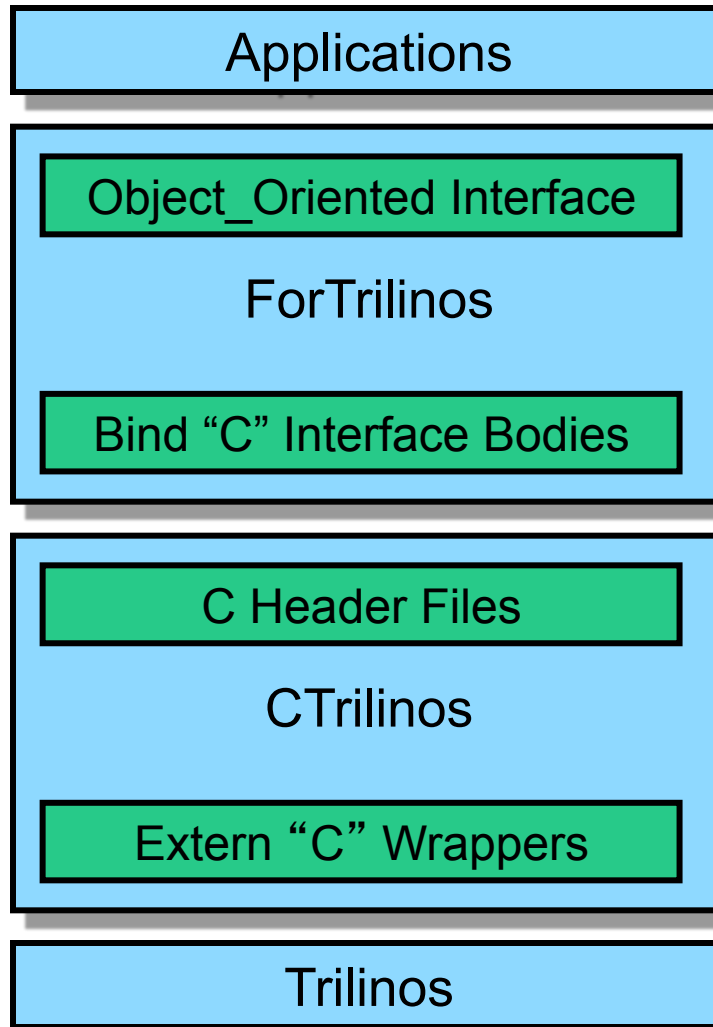 Applications
Object_Oriented Interface
ForTrilinos
Bind “C” Interface Bodies
C Header Files
CTrilinos
Extern “C” Wrappers
Trilinos